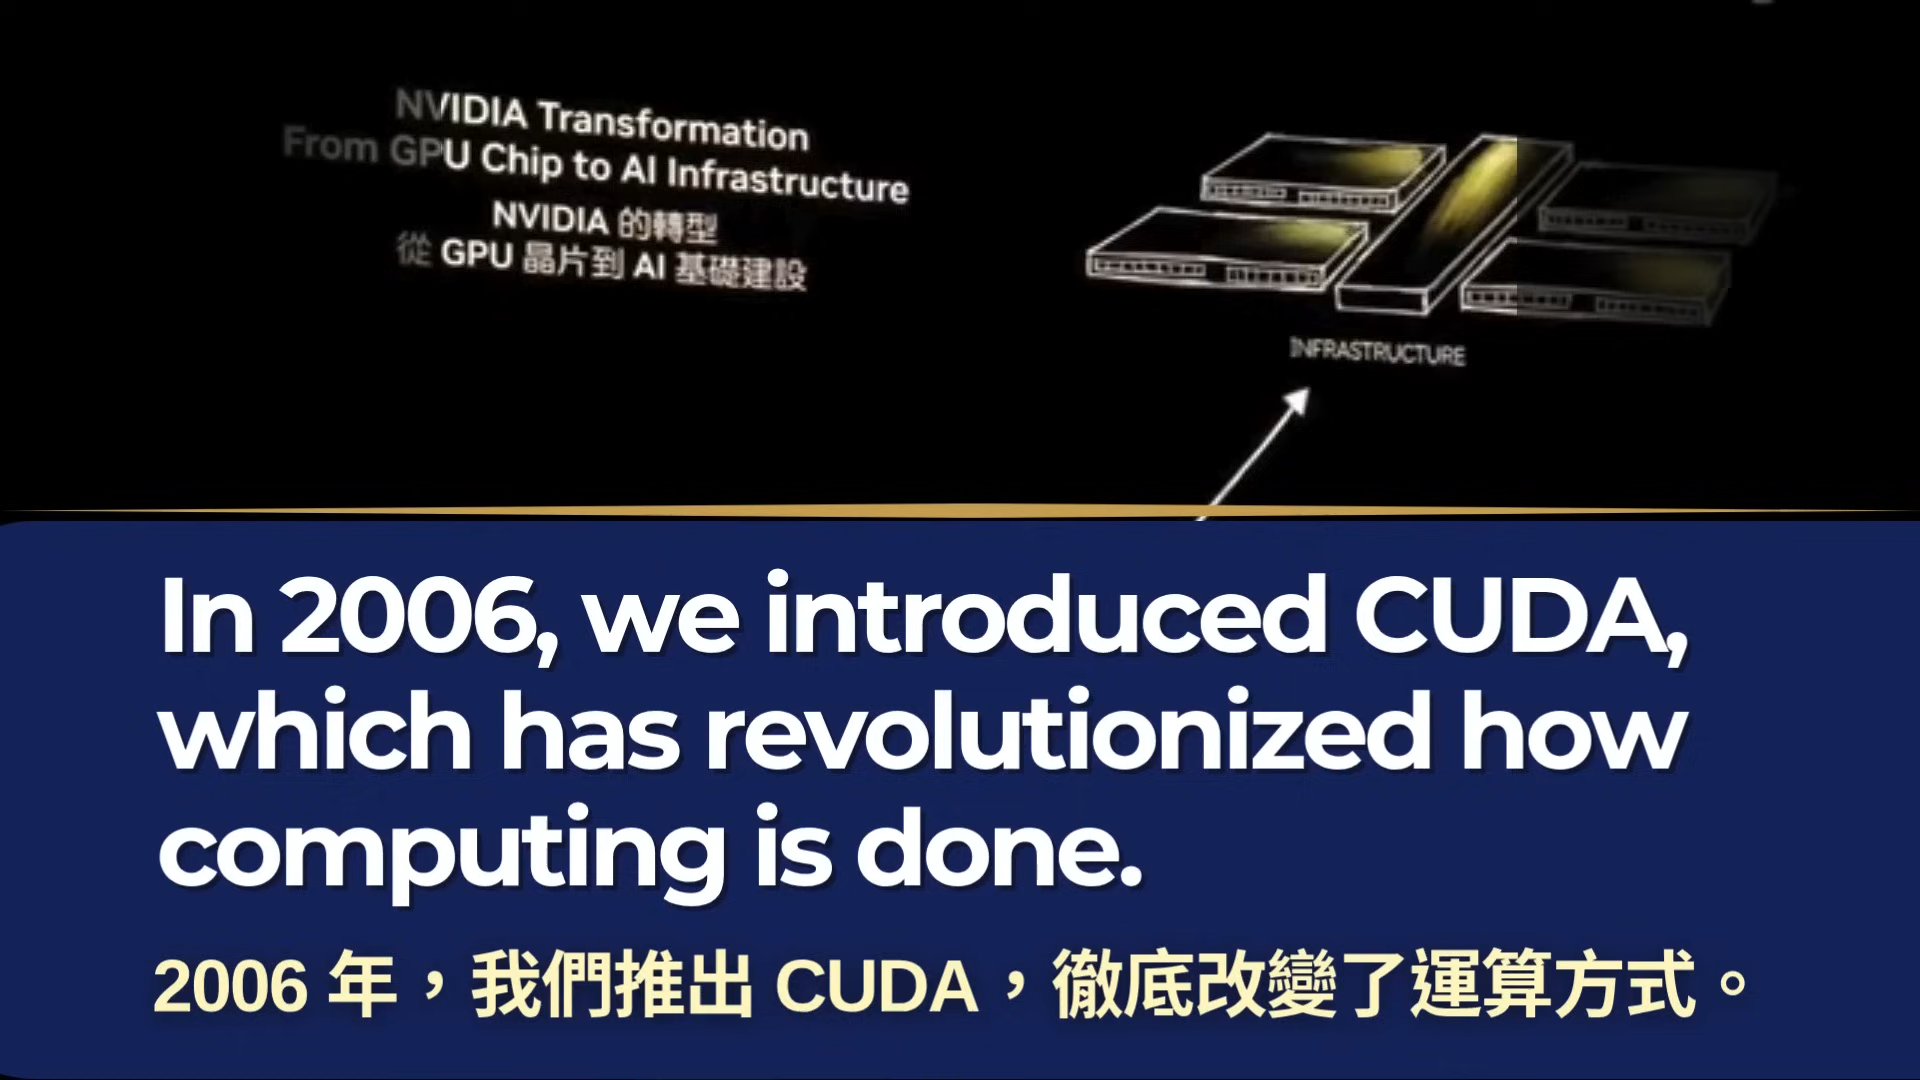 NVIDIA Transformation
From GPU Chip to AI Infrastructure
NVIDIA 的轉型
從 GPU 晶片到 AI 基礎建設
INFRASTRUCTURE
In 2006, we introduced CUDA,
which has revolutionized how
computing is done.
2006 年，我們推出 CUDA，徹底改變了運算方式。